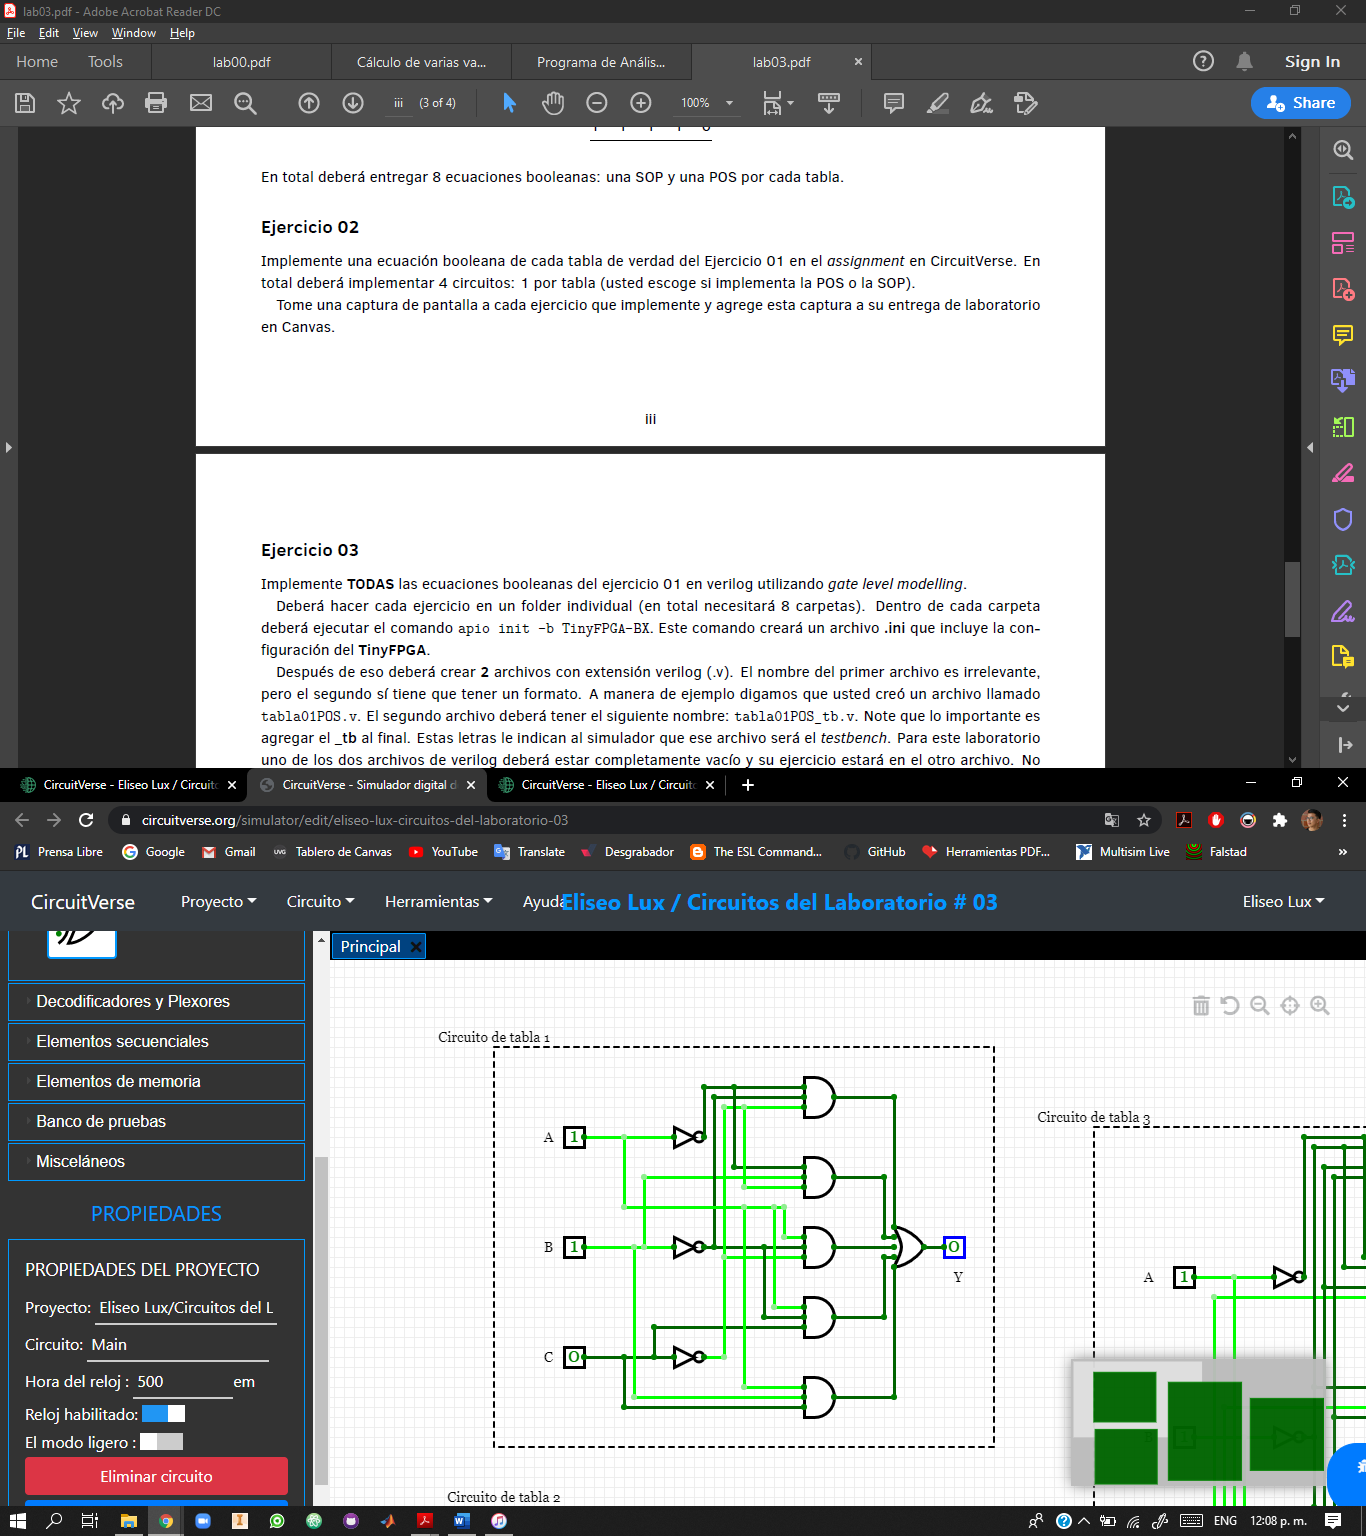 lab03.pdf - Adobe Acrobat Reader DC
File Edit View Window Help
Home Tools lab00.pdf Cálculo de varias va... Programa de Anális... lab03.pdf × Sign In
iii (3 of 4) 100% Share
En total deberá entregar 8 ecuaciones booleanas: una SOP y una POS por cada tabla.
Ejercicio 02
Implemente una ecuación booleana de cada tabla de verdad del Ejercicio 01 en el assignment en CircuitVerse. En
total deberá implementar 4 circuitos: 1 por tabla (usted escoge si implementa la POS o la SOP).
Tome una captura de pantalla a cada ejercicio que implemente y agrege esta captura a su entrega de laboratorio
en Canvas.
iii
Ejercicio 03
Implemente TODAS las ecuaciones booleanas del ejercicio 01 en verilog utilizando gate level modelling.
Deberá hacer cada ejercicio en un folder individual (en total necesitará 8 carpetas). Dentro de cada carpeta
deberá ejecutar el comando apio init -b TinyFPGA-BX. Este comando creará un archivo .ini que incluye la con-
figuración del TinyFPGA.
Después de eso deberá crear 2 archivos con extensión verilog (.v). El nombre del primer archivo es irrelevante,
pero el segundo sí tiene que tener un formato. A manera de ejemplo digamos que usted creó un archivo llamado
tabla01POS.v. El segundo archivo deberá tener el siguiente nombre: tabla01POS_tb.v. Note que lo importante es
agregar el _tb al final. Estas letras le indican al simulador que ese archivo será el testbench. Para este laboratorio
uno de los dos archivos de verilog deberá estar completamente vacío y su ejercicio estará en el otro archivo. No
CircuitVerse - Eliseo Lux / Circuito CircuitVerse - Simulador digital d CircuitVerse - Eliseo Lux / Circuito
circuitverse.org/simulator/edit/eliseo-lux-circuitos-del-laboratorio-03
Prensa Libre Google Gmail UVG Tablero de Canvas YouTube Translate Desgrabador The ESL Command... GitHub Herramientas PDF... Multisim Live Falstad »
CircuitVerse Proyecto Circuito Herramientas Ayuda Eliseo Lux / Circuitos del Laboratorio # 03 Eliseo Lux
Principal
Decodificadores y Plexores
Elementos secuenciales
Elementos de memoria
Banco de pruebas
Misceláneos
PROPIEDADES
PROPIEDADES DEL PROYECTO
Proyecto: Eliseo Lux/Circuitos del L
Circuito: Main
Hora del reloj : 500 em
Reloj habilitado:
El modo ligero :
Eliminar circuito
Circuito de tabla 1
A 1
B 1
C 0
0
Y
Circuito de tabla 3
A 1
Circuito de tabla 2
ENG 12:08 p. m.